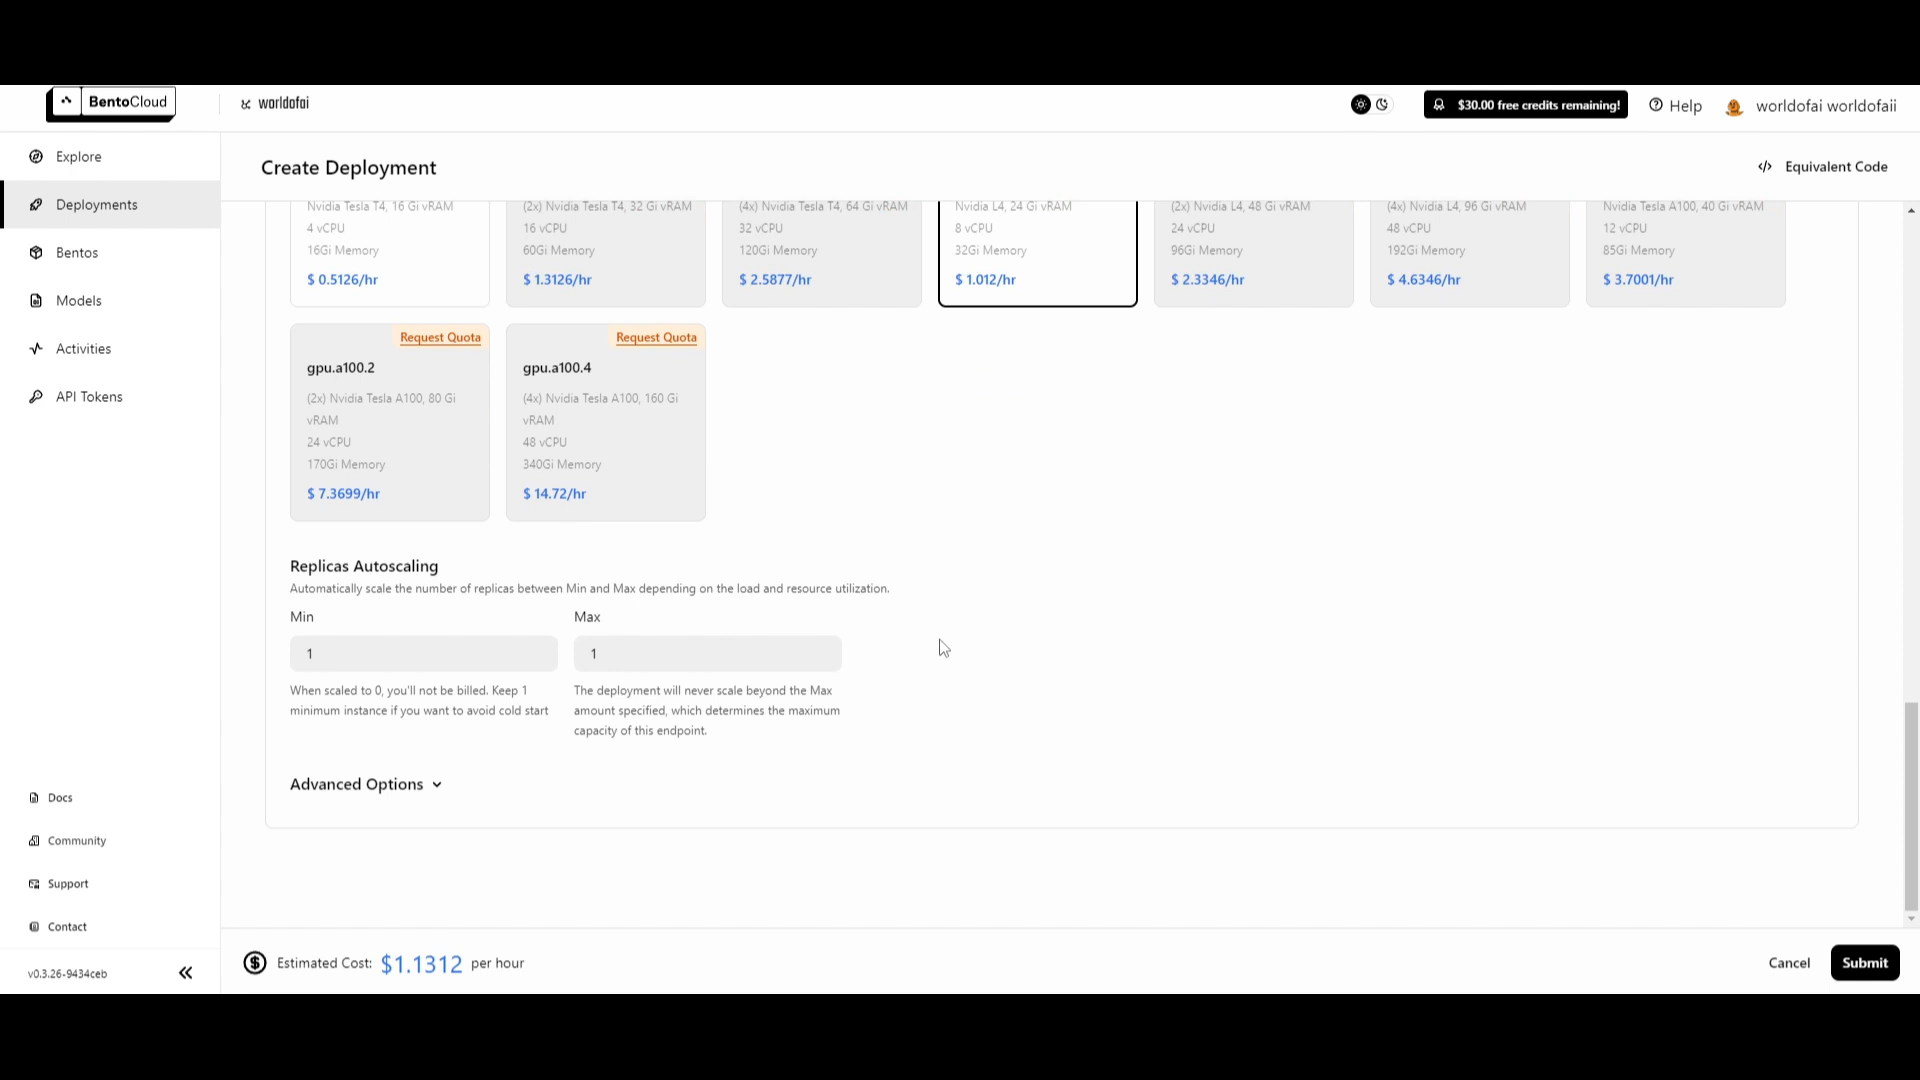 BentoCloud
worldofai
$30.00 free credits remaining!
Help
worldofai worldofaii
Explore
Deployments
Bentos
Models
Activities
API Tokens
Docs
Community
Support
Contact
v0.3.26-9434ceb
Create Deployment
Equivalent Code
Nvidia Tesla T4, 16 Gi vRAM
4 vCPU
16Gi Memory
$ 0.5126/hr
(2x) Nvidia Tesla T4, 32 Gi vRAM
16 vCPU
60Gi Memory
$ 1.3126/hr
(4x) Nvidia Tesla T4, 64 Gi vRAM
32 vCPU
120Gi Memory
$ 2.5877/hr
Nvidia L4, 24 Gi vRAM
8 vCPU
32Gi Memory
$ 1.012/hr
(2x) Nvidia L4, 48 Gi vRAM
24 vCPU
96Gi Memory
$ 2.3346/hr
(4x) Nvidia L4, 96 Gi vRAM
48 vCPU
192Gi Memory
$ 4.6346/hr
Nvidia Tesla A100, 40 Gi vRAM
12 vCPU
85Gi Memory
$ 3.7001/hr
Request Quota
gpu.a100.2
(2x) Nvidia Tesla A100, 80 Gi
vRAM
24 vCPU
170Gi Memory
$ 7.3699/hr
Request Quota
gpu.a100.4
(4x) Nvidia Tesla A100, 160 Gi
vRAM
48 vCPU
340Gi Memory
$ 14.72/hr
Replicas Autoscaling
Automatically scale the number of replicas between Min and Max depending on the load and resource utilization.
Min
1
When scaled to 0, you'll not be billed. Keep 1
minimum instance if you want to avoid cold start
Max
1
The deployment will never scale beyond the Max
amount specified, which determines the maximum
capacity of this endpoint.
Advanced Options
Estimated Cost: $1.1312 per hour
Cancel
Submit